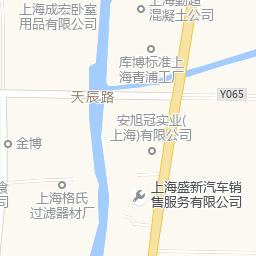 上海勤超
混凝土公司
上海成宏卧室
用品有限公司
库博标准上
海青浦工厂
天辰路
Y065
安旭冠实业(
上海)有限公司
金博
食
司
上海格氏
过滤器材厂
上海盛新汽车销
售服务有限公司